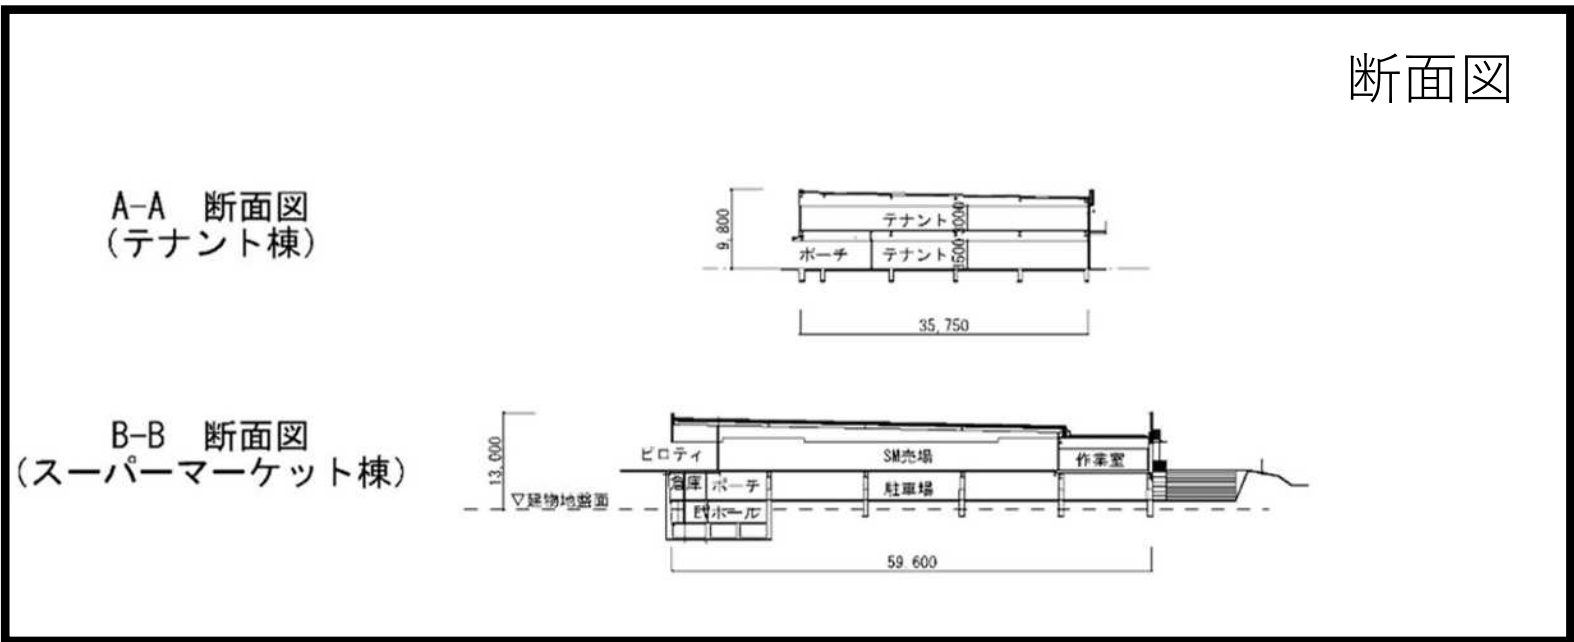 断面図
A-A 断面図
(テナント棟)
9,800
テナント
3000
ポーチ
テナント
35,750
B-B 断面図
(スーパーマーケット棟)
13,000
ピロティ
SM売場
作業室
倉庫
ポーチ
駐車場
▽建物地盤面
EVホール
59.600